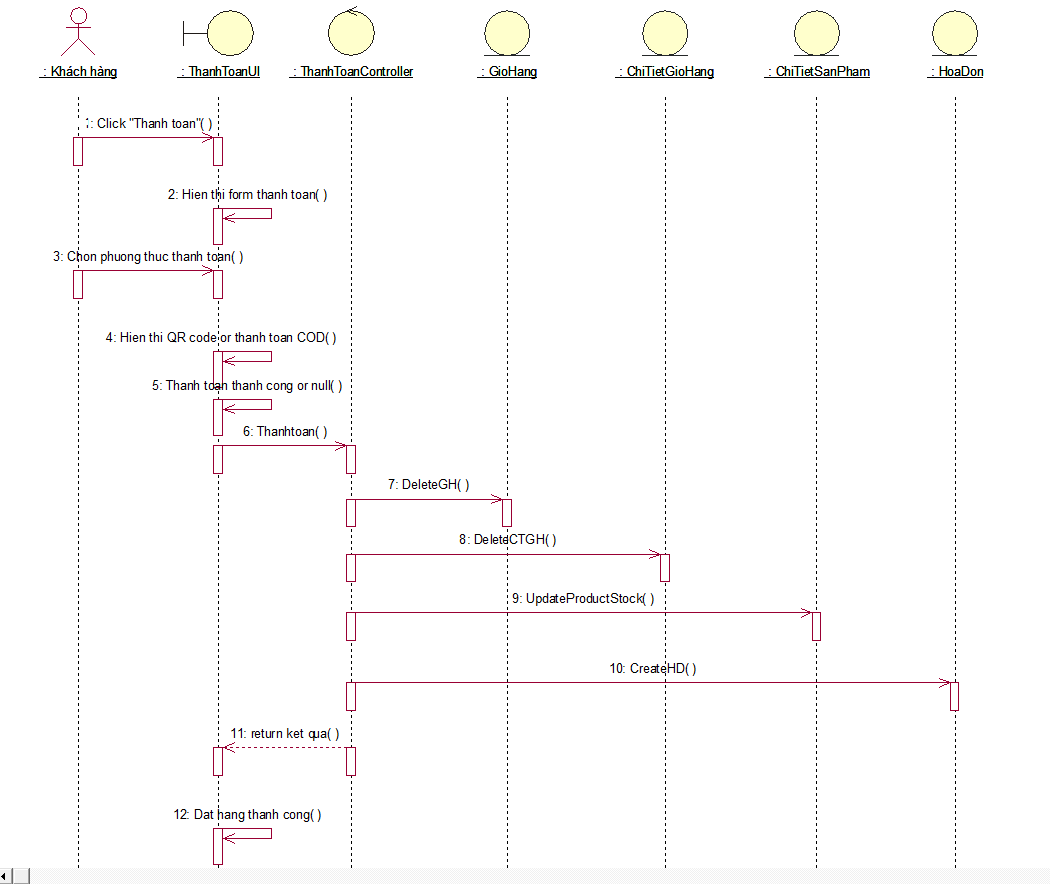 : Khách hàng
: ThanhToanUI
: ThanhToanController
: GioHang
: ChiTietGioHang
: ChiTietSanPham
: HoaDon
: Click "Thanh toan"( )
2: Hien thi form thanh toan( )
3: Chon phuong thuc thanh toan( )
4: Hien thi QR code or thanh toan COD( )
5: Thanh toan thanh cong or null( )
6: Thanhtoan( )
7: DeleteGH( )
8: DeleteCTGH( )
9: UpdateProductStock( )
10: CreateHD( )
11: return ket qua( )
12: Dat hang thanh cong( )